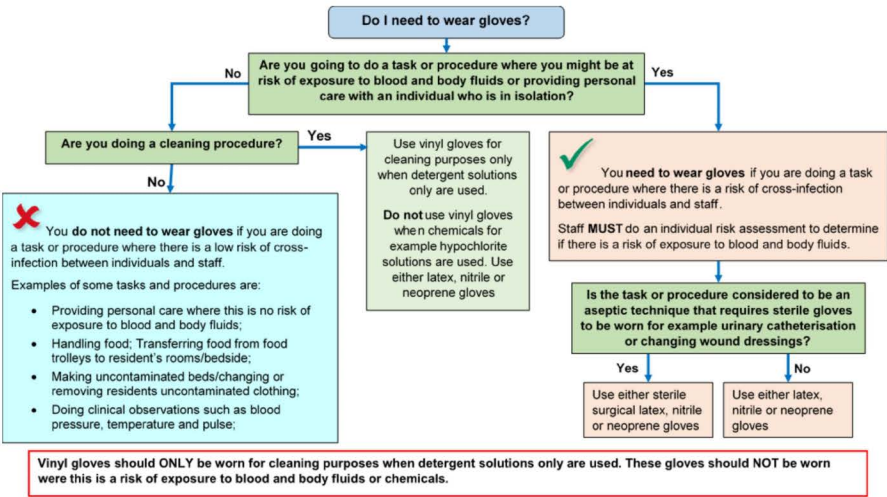 Do I need to wear gloves?
Are you going to do a task or procedure where you might be at
risk of exposure to blood and body fluids or providing personal
care with an individual who is in isolation?
No
Yes
Are you doing a cleaning procedure?
Yes
No
Use vinyl gloves for
cleaning purposes only
when detergent solutions
only are used.
Do not use vinyl gloves
when chemicals for
example hypochlorite
solutions are used. Use
either latex, nitrile or
neoprene gloves
You need to wear gloves if you are doing a task
or procedure where there is a risk of cross-infection
between individuals and staff.
Staff MUST do an individual risk assessment to determine
if there is a risk of exposure to blood and body fluids.
You do not need to wear gloves if you are doing
a task or procedure where there is a low risk of cross-
infection between individuals and staff.
Examples of some tasks and procedures are:
• Providing personal care where this is no risk of
exposure to blood and body fluids;
• Handling food; Transferring food from food
trolleys to resident's rooms/bedside;
• Making uncontaminated beds/changing or
removing residents uncontaminated clothing;
• Doing clinical observations such as blood
pressure, temperature and pulse;
Is the task or procedure considered to be an
aseptic technique that requires sterile gloves
to be worn for example urinary catheterisation
or changing wound dressings?
Yes
No
Use either sterile
surgical latex, nitrile
or neoprene gloves
Use either latex,
nitrile or neoprene
gloves
Vinyl gloves should ONLY be worn for cleaning purposes when detergent solutions only are used. These gloves should NOT be worn
were this is a risk of exposure to blood and body fluids or chemicals.